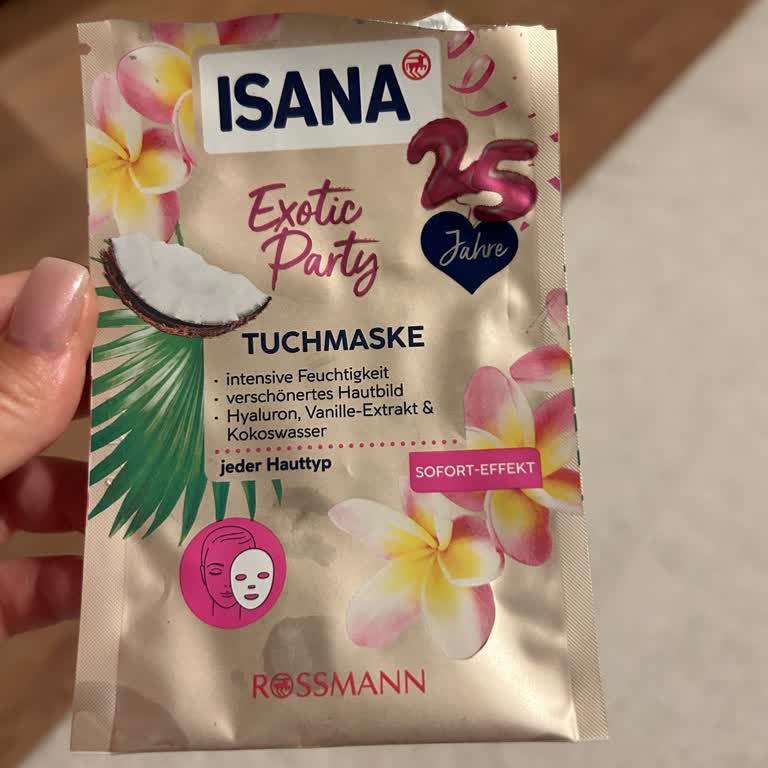 ISANA
25
Jahre
Exotic
Party
TUCHMASKE
· intensive Feuchtigkeit
· verschönertes Hautbild
· Hyaluron, Vanille-Extrakt &
Kokoswasser
jeder Hauttyp
SOFORT-EFFEKT
ROSSMANN